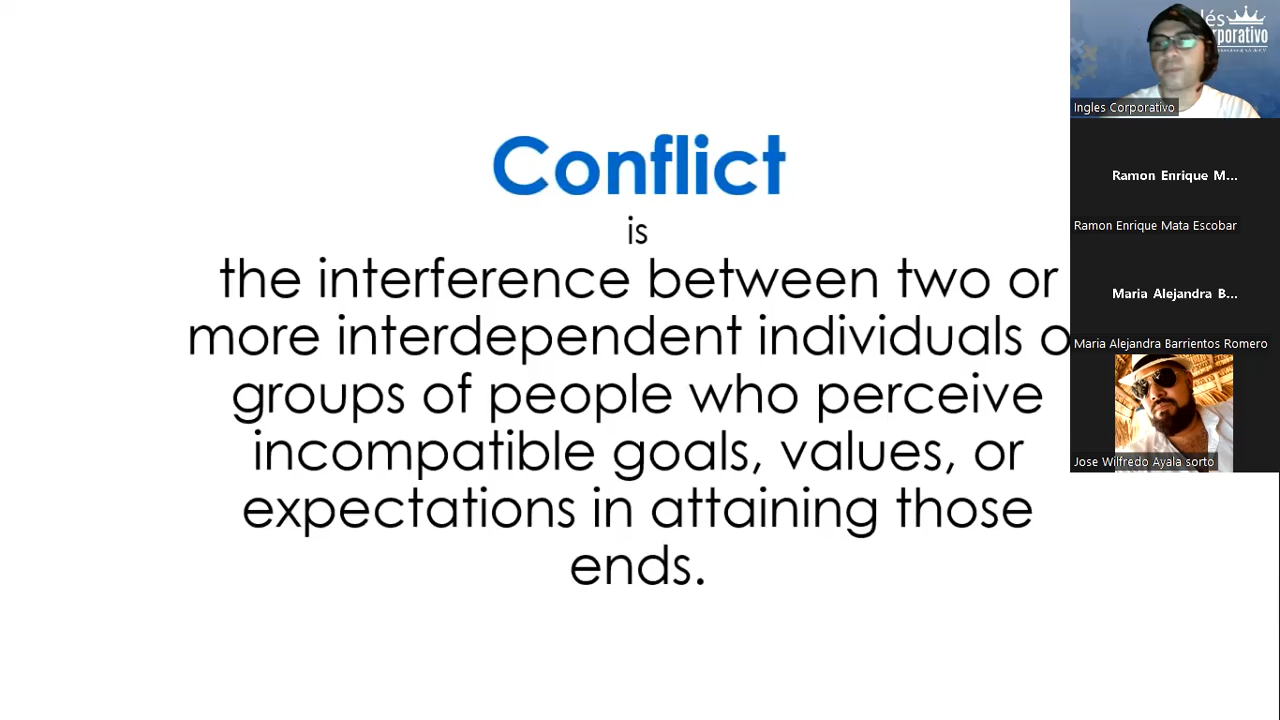 Conflict
is
the interference between two or
more interdependent individuals o
groups of people who perceive
incompatible goals, values, or
expectations in attaining those
ends.
Ingles Corporativo
Ramon Enrique M...
Ramon Enrique Mata Escobar
Maria Alejandra B...
Maria Alejandra Barrientos Romero
Jose Wilfredo Ayala sorto